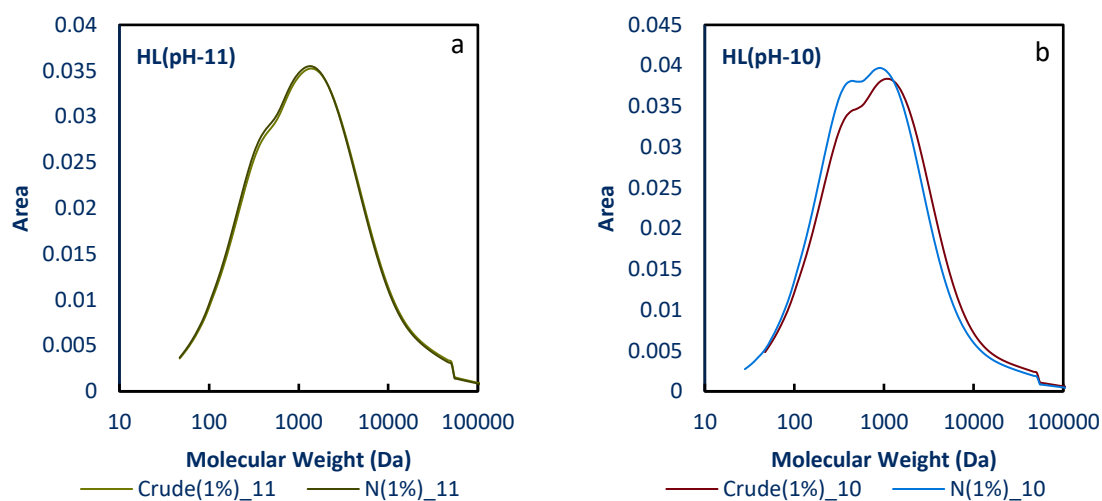 a
HL(pH-11)
0.04
0.035
0.03
0.025
0.02
0.015
0.01
0.005
0
Area
10 100 1000 10000 100000
Molecular Weight (Da)
Crude(1%)_11 N(1%)_11
b
HL(pH-10)
0.045
0.04
0.035
0.03
0.025
0.02
0.015
0.01
0.005
0
Area
10 100 1000 10000 100000
Molecular Weight (Da)
Crude(1%)_10 N(1%)_10